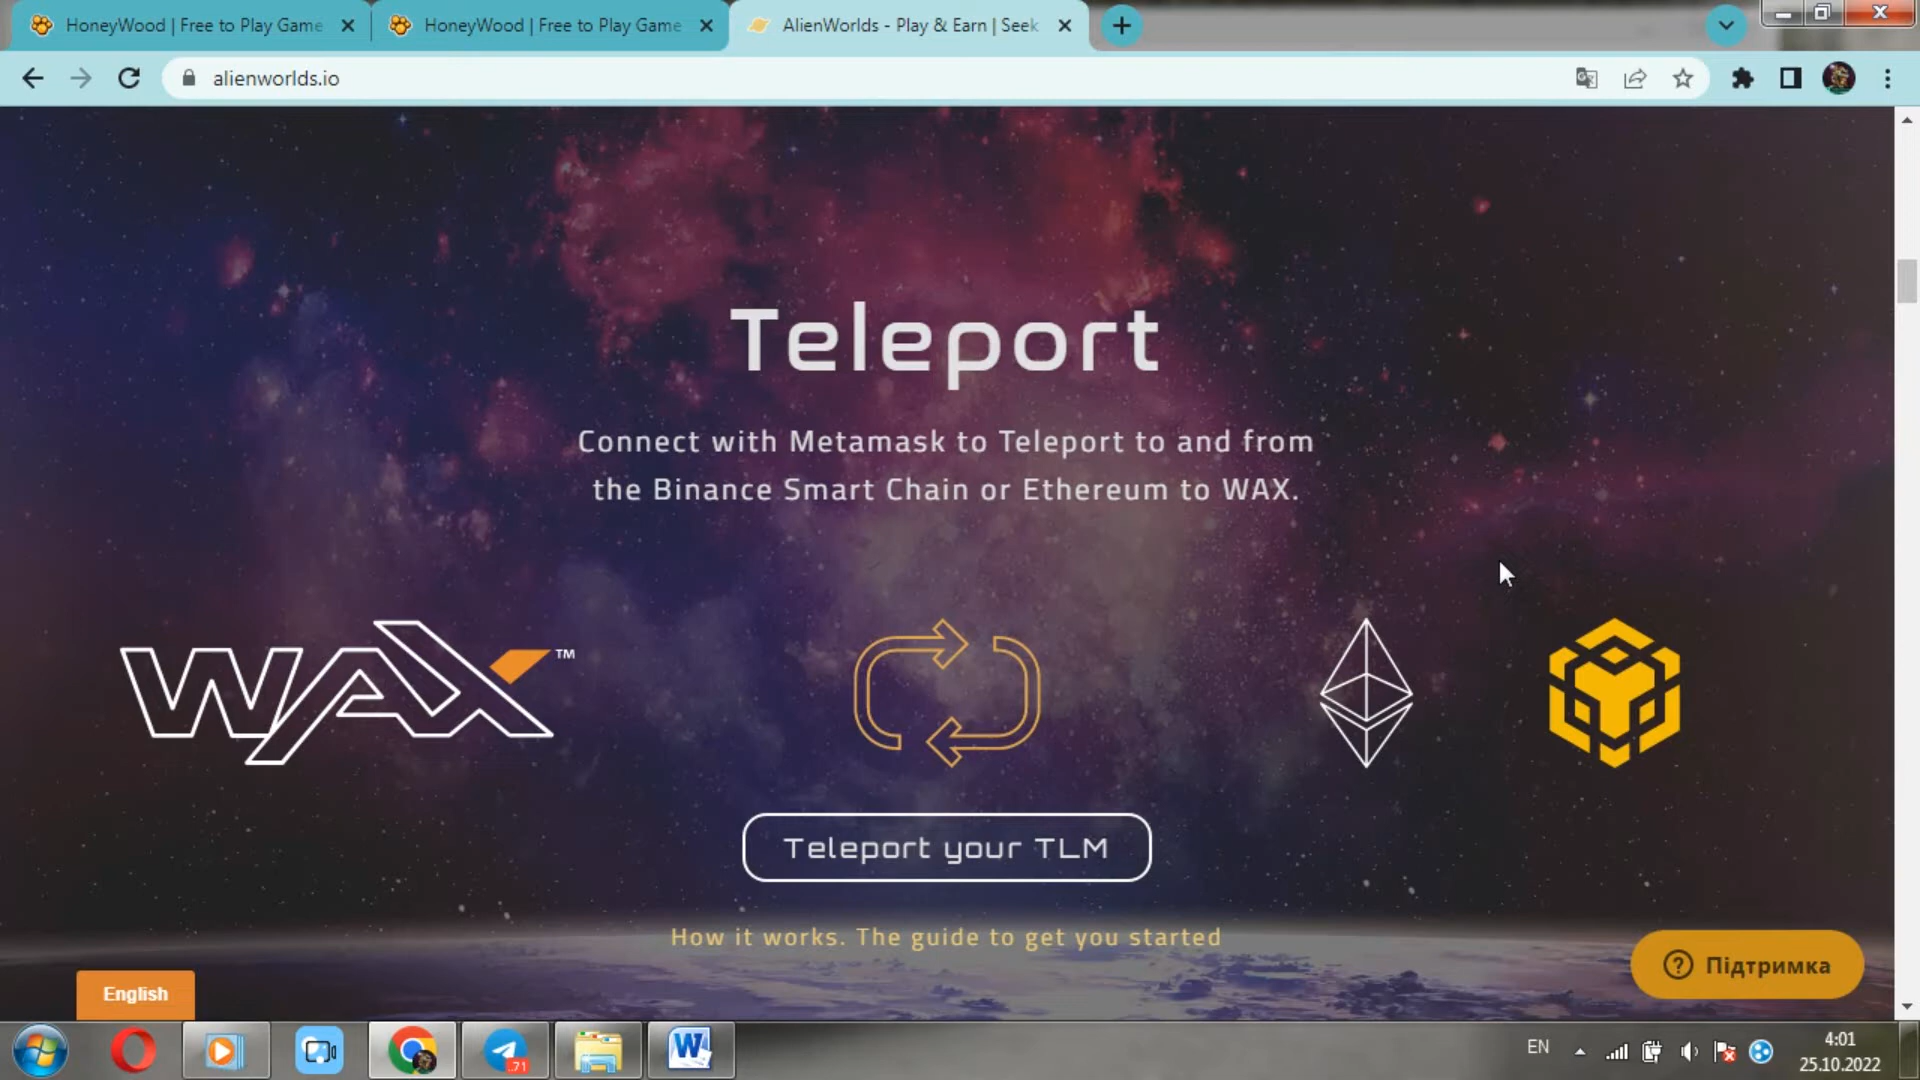 HoneyWood | Free to Play Game
HoneyWood | Free to Play Game
AlienWorlds - Play & Earn | Seek
alienworlds.io
Teleport
Connect with Metamask to Teleport to and from
the Binance Smart Chain or Ethereum to WAX.
WAX™
Teleport your TLM
How it works. The guide to get you started
English
Підтримка
71
W
EN
4:01
25.10.2022